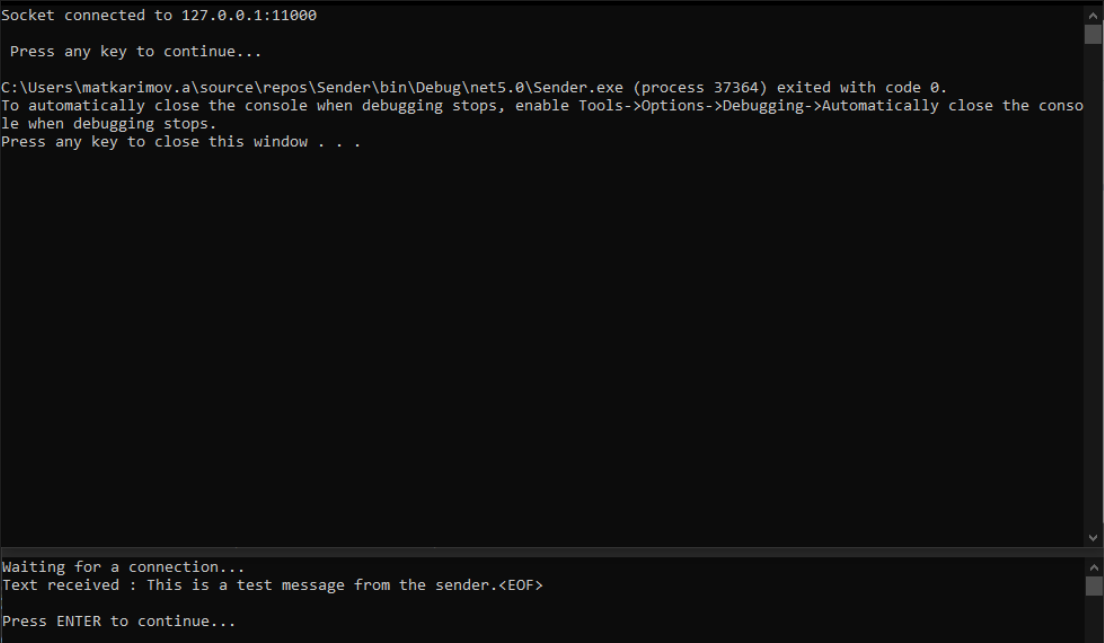 Socket connected to 127.0.0.1:11000
Press any key to continue...
C:\Users\matkarimov.a\source\repos\Sender\bin\Debug\net5.0\Sender.exe (process 37364) exited with code 0.
To automatically close the console when debugging stops, enable Tools->Options->Debugging->Automatically close the conso
le when debugging stops.
Press any key to close this window . . .
Waiting for a connection...
Text received : This is a test message from the sender.<EOF>
Press ENTER to continue...